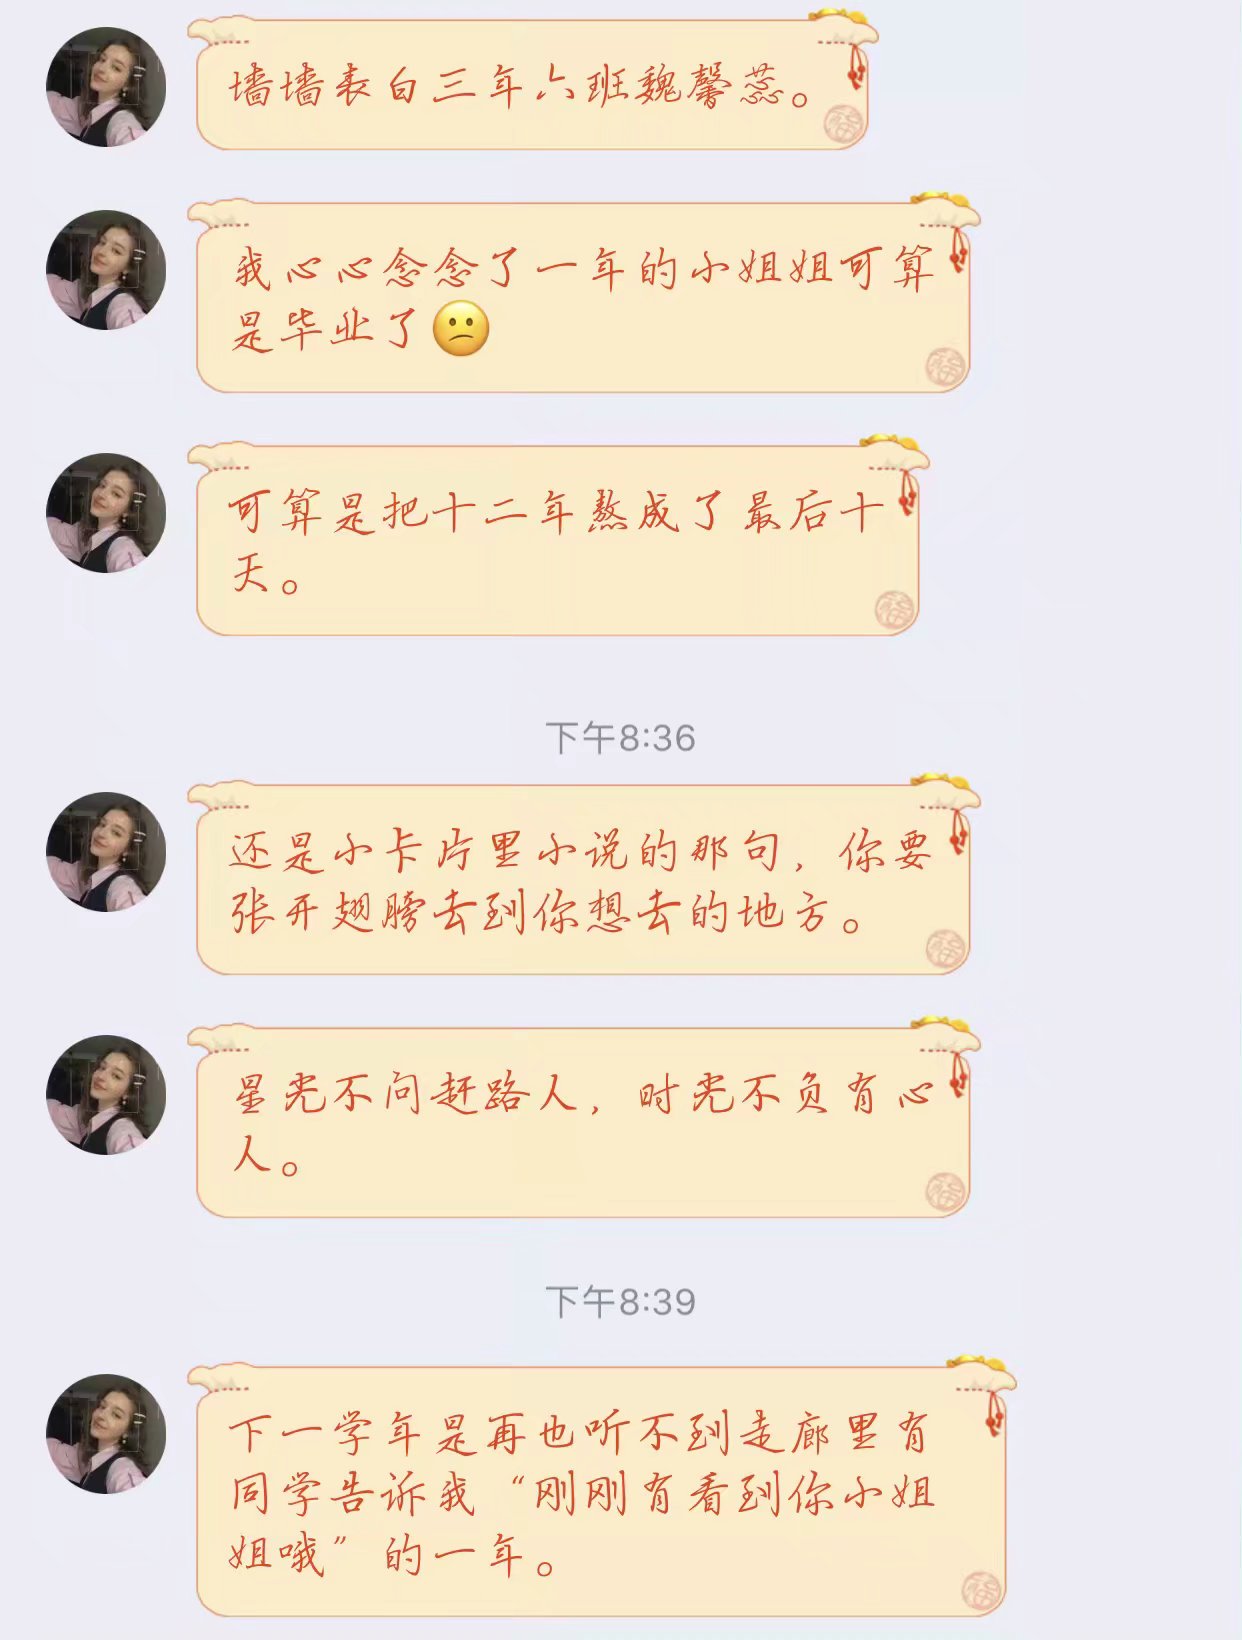 墙墙表白三年六班魏馨蕊。
我心心念念了一年的小姐姐可算
是毕业了😕
可算是把十二年熬成了最后十
天。
下午8:36
还是小卡片里小说的那句，你要
张开翅膀去到你想去的地方。
星光不问赶路人，时光不负有心
人。
下午8:39
下一学年是再也听不到走廊里有
同学告诉我“刚刚有看到你小姐
姐哦”的一年。